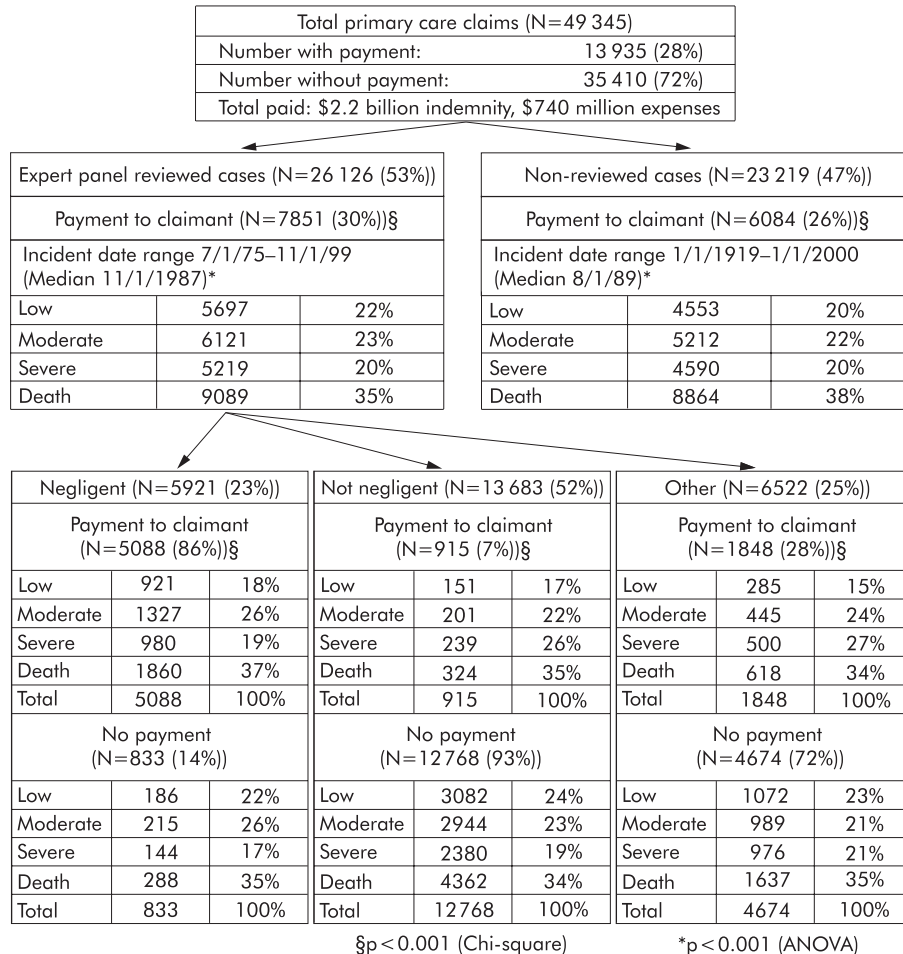 Total primary care claims (N=49 345)
Number with payment: 13 935 (28%)
Number without payment: 35 410 (72%)
Total paid: $2.2 billion indemnity, $740 million expenses
Expert panel reviewed cases (N=26 126 (53%))
Payment to claimant (N=7851 (30%))§
Incident date range 7/1/75–11/1/99
(Median 11/1/1987)*
Low 5697 22%
Moderate 6121 23%
Severe 5219 20%
Death 9089 35%
Non-reviewed cases (N=23 219 (47%))
Payment to claimant (N=6084 (26%))§
Incident date range 1/1/1919–1/1/2000
(Median 8/1/89)*
Low 4553 20%
Moderate 5212 22%
Severe 4590 20%
Death 8864 38%
Negligent (N=5921 (23%))
Payment to claimant
(N=5088 (86%))§
Low 921 18%
Moderate 1327 26%
Severe 980 19%
Death 1860 37%
Total 5088 100%
No payment
(N=833 (14%))
Low 186 22%
Moderate 215 26%
Severe 144 17%
Death 288 35%
Total 833 100%
Not negligent (N=13 683 (52%))
Payment to claimant
(N=915 (7%))§
Low 151 17%
Moderate 201 22%
Severe 239 26%
Death 324 35%
Total 915 100%
No payment
(N=12 768 (93%))
Low 3082 24%
Moderate 2944 23%
Severe 2380 19%
Death 4362 34%
Total 12768 100%
Other (N=6522 (25%))
Payment to claimant
(N=1848 (28%))§
Low 285 15%
Moderate 445 24%
Severe 500 27%
Death 618 34%
Total 1848 100%
No payment
(N=4674 (72%))
Low 1072 23%
Moderate 989 21%
Severe 976 21%
Death 1637 35%
Total 4674 100%
§p<0.001 (Chi-square)
*p<0.001 (ANOVA)